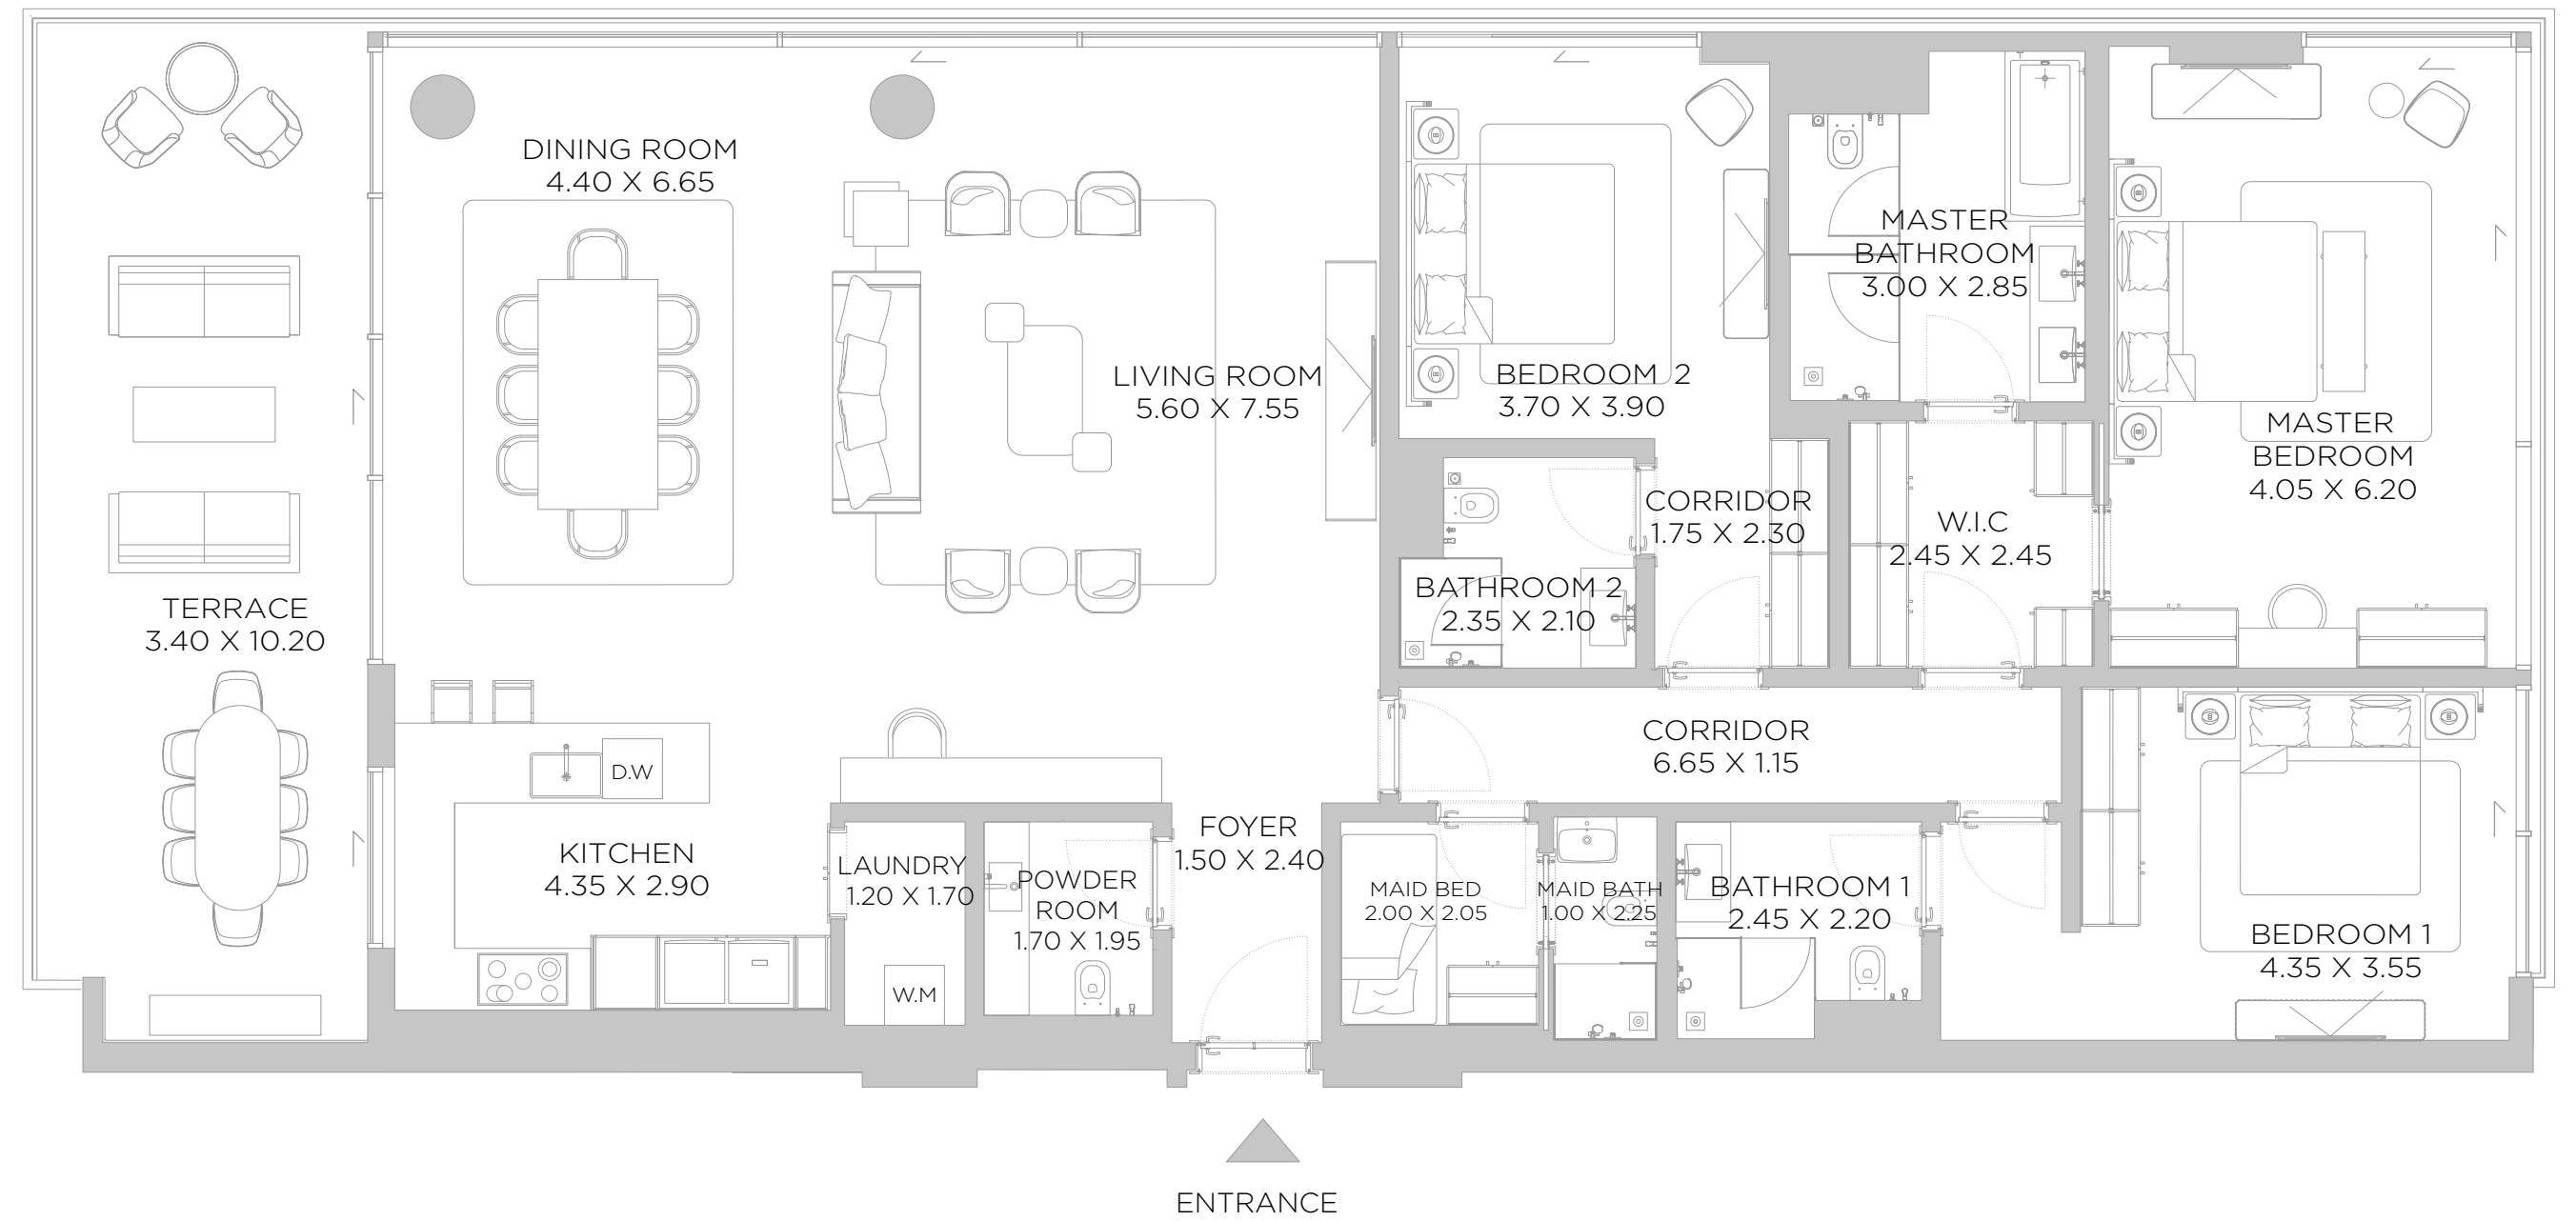 DINING ROOM
4.40 X 6.65
LIVING ROOM
5.60 X 7.55
BEDROOM 2
3.70 X 3.90
MASTER
BATHROOM
3.00 X 2.85
MASTER
BEDROOM
4.05 X 6.20
CORRIDOR
1.75 X 2.30
W.I.C
2.45 X 2.45
BATHROOM 2
2.35 X 2.10
TERRACE
3.40 X 10.20
CORRIDOR
6.65 X 1.15
D.W
KITCHEN
4.35 X 2.90
LAUNDRY
1.20 X 1.70
W.M
POWDER
ROOM
1.70 X 1.95
FOYER
1.50 X 2.40
MAID BED
2.00 X 2.05
MAID BATH
1.00 X 2.25
BATHROOM 1
2.45 X 2.20
BEDROOM 1
4.35 X 3.55
ENTRANCE